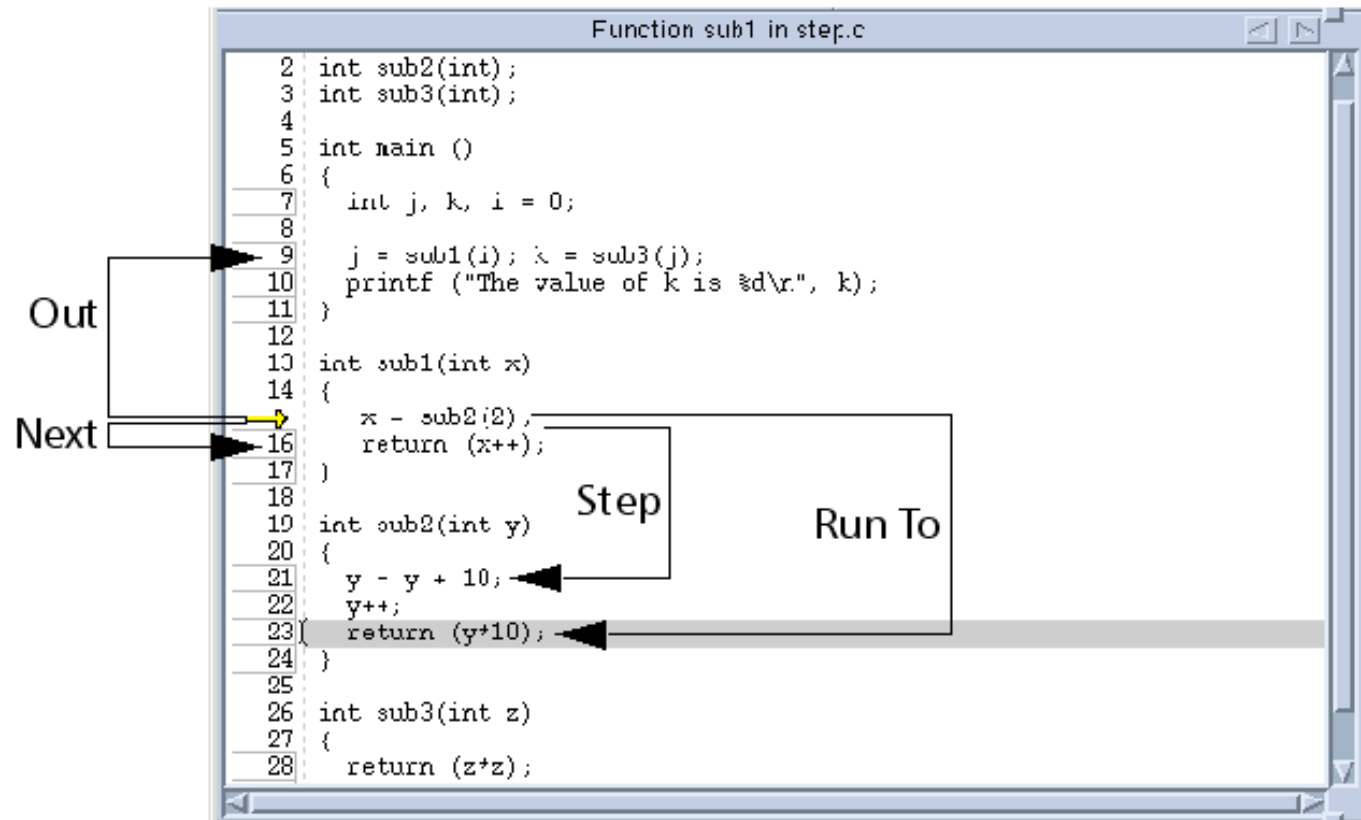 Function sub1 in step.c
2 int sub2(int);
3 int sub3(int);
4
5 int main ()
6 {
7 int j, k, i = 0;
8
9 j = sub1(i); k = sub3(j);
10 printf ("The value of k is %d\n", k);
11 }
12
13 int sub1(int x)
14 {
x = sub2(2);
16 return (x++);
17 }
18
19 int sub2(int y)
20 {
21 y = y + 10;
22 y++;
23 return (y*10);
24 }
25
26 int sub3(int z)
27 {
28 return (z*z);
Out
Next
Step
Run To